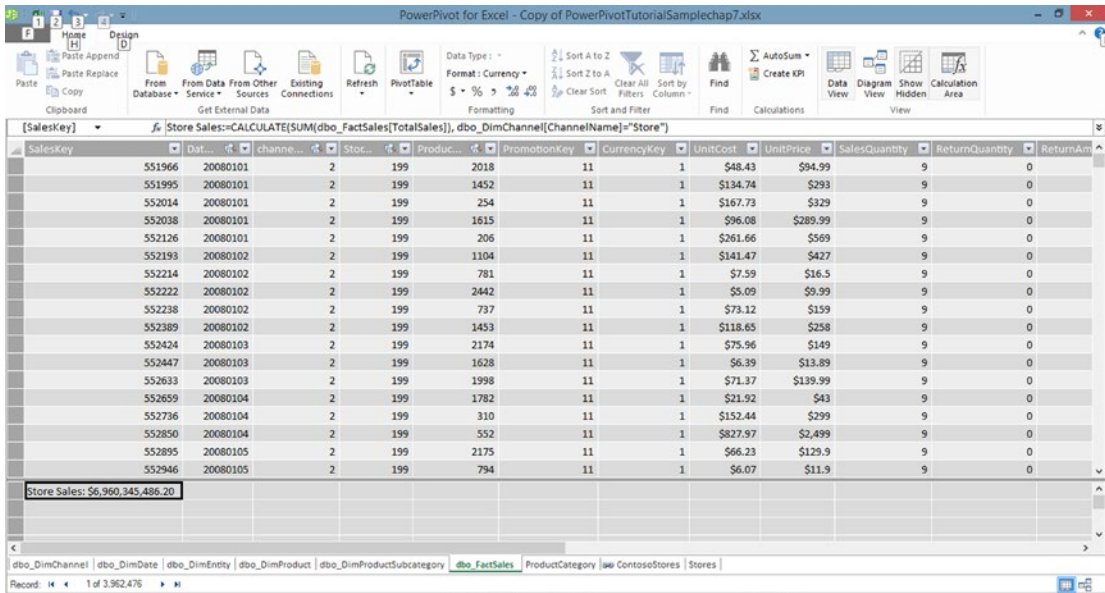 PowerPivot for Excel - Copy of PowerPivotTutorialSamplechap7.xlsx
1 2 3 4
F Home Design
H D
Paste
Paste Append
Paste Replace
Copy
Clipboard
From Database
From Data Service
From Other Sources
Existing Connections
Get External Data
Refresh
PivotTable
Data Type :
Format : Currency
$ % , .00 .00
Formatting
Sort A to Z
Sort Z to A
Clear Sort
Clear All Filters
Sort by Column
Sort and Filter
Find
Find
AutoSum
Create KPI
Calculations
Data View
Diagram View
Show Hidden
Calculation Area
View
[SalesKey] fx Store Sales:=CALCULATE(SUM(dbo_FactSales[TotalSales]), dbo_DimChannel[ChannelName]="Store")
SalesKey Dat... channe... Stor... Produc... PromotionKey CurrencyKey UnitCost UnitPrice SalesQuantity ReturnQuantity ReturnAm
551966 20080101 2 199 2018 11 1 $48.43 $94.99 9 0
551995 20080101 2 199 1452 11 1 $134.74 $293 9 0
552014 20080101 2 199 254 11 1 $167.73 $329 9 0
552038 20080101 2 199 1615 11 1 $96.08 $289.99 9 0
552126 20080101 2 199 206 11 1 $261.66 $569 9 0
552193 20080102 2 199 1104 11 1 $141.47 $427 9 0
552214 20080102 2 199 781 11 1 $7.59 $16.5 9 0
552222 20080102 2 199 2442 11 1 $5.09 $9.99 9 0
552238 20080102 2 199 737 11 1 $73.12 $159 9 0
552389 20080102 2 199 1453 11 1 $118.65 $258 9 0
552424 20080103 2 199 2174 11 1 $75.96 $149 9 0
552447 20080103 2 199 1628 11 1 $6.39 $13.89 9 0
552633 20080103 2 199 1998 11 1 $71.37 $139.99 9 0
552659 20080104 2 199 1782 11 1 $21.92 $43 9 0
552736 20080104 2 199 310 11 1 $152.44 $299 9 0
552850 20080104 2 199 552 11 1 $827.97 $2,499 9 0
552895 20080105 2 199 2175 11 1 $66.23 $129.9 9 0
552946 20080105 2 199 794 11 1 $6.07 $11.9 9 0
Store Sales: $6,960,345,486.20
dbo_DimChannel dbo_DimDate dbo_DimEntity dbo_DimProduct dbo_DimProductSubcategory dbo_FactSales ProductCategory ContosoStores Stores
Record: 1 of 3,962,476